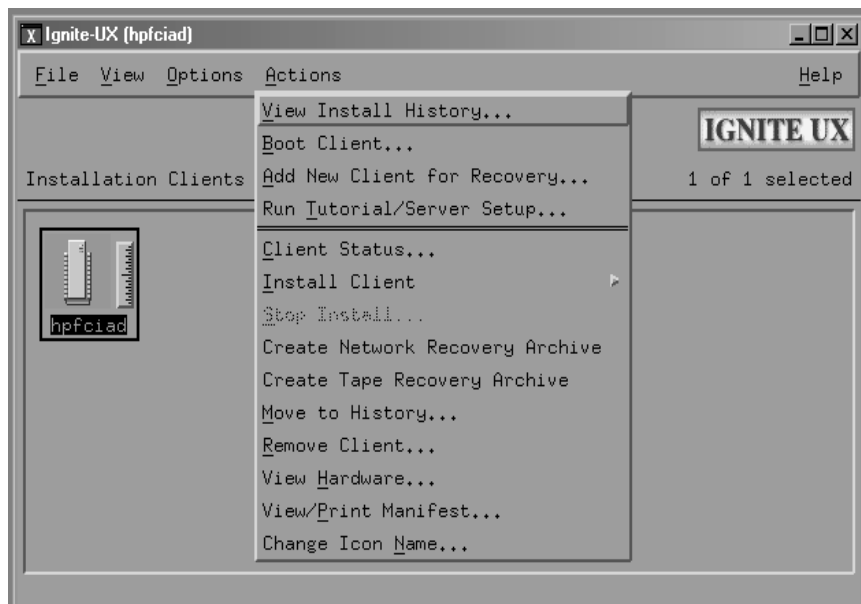 X Ignite-UX (hpfciad)
File View Options Actions Help
View Install History...
Boot Client...
IGNITE UX
Installation Clients
Add New Client for Recovery...
1 of 1 selected
Run Tutorial/Server Setup...
Client Status...
Install Client
Stop Install...
hpfciad
Create Network Recovery Archive
Create Tape Recovery Archive
Move to History...
Remove Client...
View Hardware...
View/Print Manifest...
Change Icon Name...